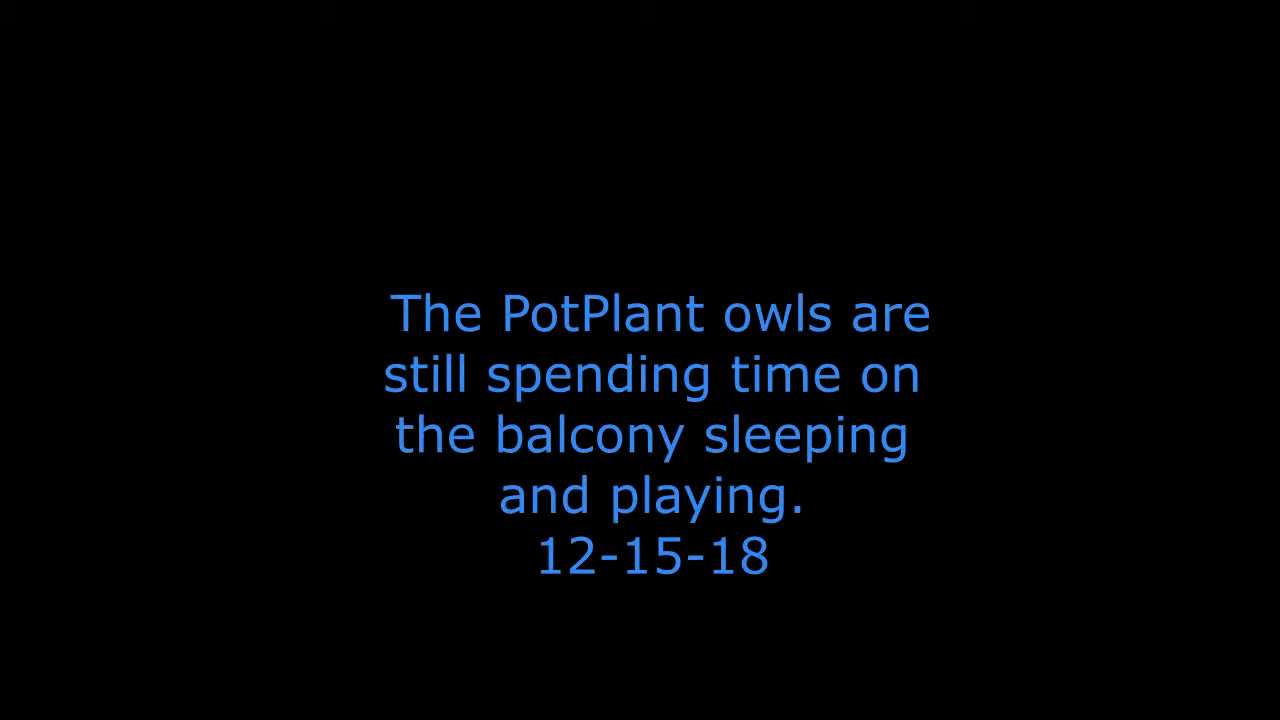 The PotPlant owls are
still spending time on
the balcony sleeping
and playing.
12-15-18